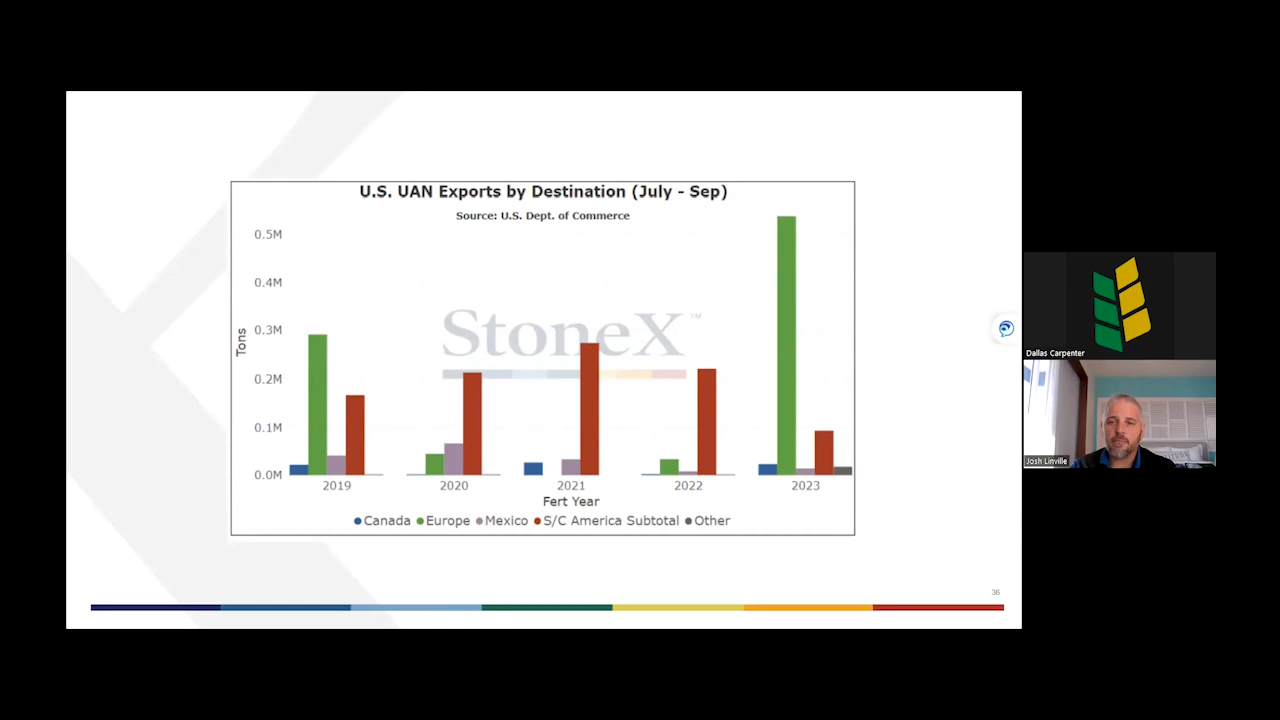 U.S. UAN Exports by Destination (July - Sep)
Source: U.S. Dept. of Commerce
0.5M
0.4M
0.3M
0.2M
0.1M
0.0M
Tons
StoneX™
2019 2020 2021 2022 2023
Fert Year
Canada Europe Mexico S/C America Subtotal Other
36
Dallas Carpenter
Josh Linville